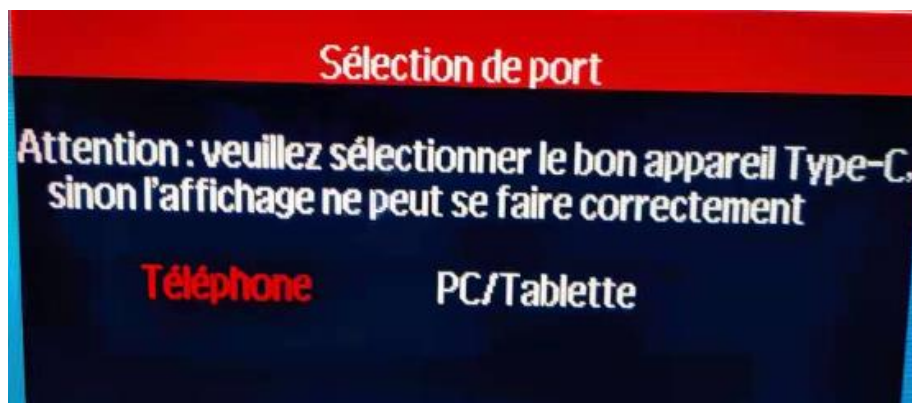 Sélection de port
Attention : veuillez sélectionner le bon appareil Type-C,
sinon l'affichage ne peut se faire correctement
Téléphone PC/Tablette